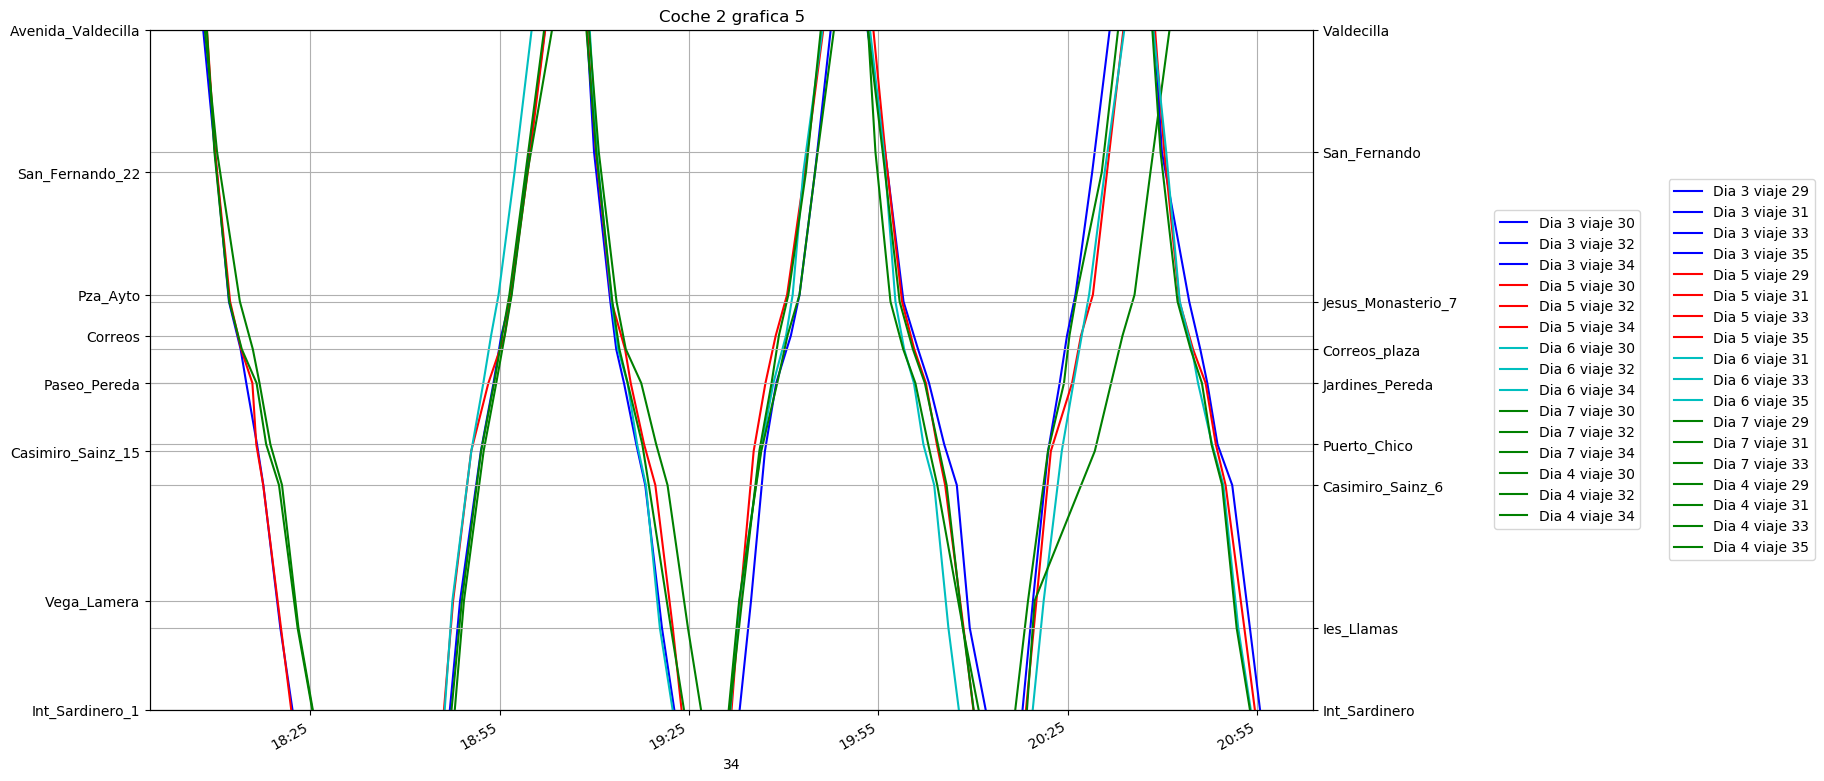 Coche 2 grafica 5
Avenida_Valdecilla
San_Fernando_22
Pza_Ayto
Correos
Paseo_Pereda
Casimiro_Sainz_15
Vega_Lamera
Int_Sardinero_1
Valdecilla
San_Fernando
Jesus_Monasterio_7
Correos_plaza
Jardines_Pereda
Puerto_Chico
Casimiro_Sainz_6
Ies_Llamas
Int_Sardinero
18:25
18:55
19:25
19:55
20:25
20:55
34
Dia 3 viaje 30
Dia 3 viaje 32
Dia 3 viaje 34
Dia 5 viaje 30
Dia 5 viaje 32
Dia 5 viaje 34
Dia 6 viaje 30
Dia 6 viaje 32
Dia 6 viaje 34
Dia 7 viaje 30
Dia 7 viaje 32
Dia 7 viaje 34
Dia 4 viaje 30
Dia 4 viaje 32
Dia 4 viaje 34
Dia 3 viaje 29
Dia 3 viaje 31
Dia 3 viaje 33
Dia 3 viaje 35
Dia 5 viaje 29
Dia 5 viaje 31
Dia 5 viaje 33
Dia 5 viaje 35
Dia 6 viaje 31
Dia 6 viaje 33
Dia 6 viaje 35
Dia 7 viaje 29
Dia 7 viaje 31
Dia 7 viaje 33
Dia 4 viaje 29
Dia 4 viaje 31
Dia 4 viaje 33
Dia 4 viaje 35